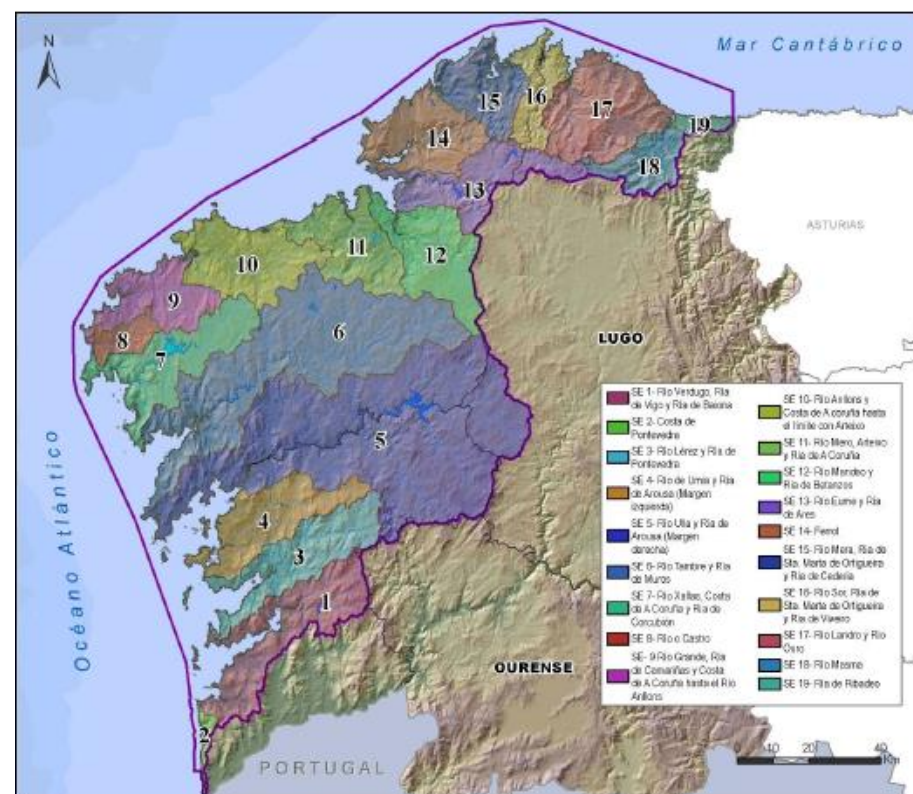 N
Mar Cantábrico
15
16
17
14
19
18
13
ASTURIAS
12
11
10
9
LUGO
6
8
7
SE 1- Río Verdugo, Ría
de Vigo y Ría de Baiona
SE 2- Costa de
Pontevedra
SE 3- Río Lérez y Ría de
Pontevedra
SE 4- Río de Umia y Ría
de Arousa (Margen
izquierda)
SE 5- Río Ulla y Ría de
Arousa (Margen
derecha)
SE 6- Río Tambre y Ría
de Muros
SE 7- Río Xallas, Costa
de A Coruña y Ría de
Corcubión
SE 8- Río o Castro
SE- 9 Río Grande, Ría
de Camariñas y Costa
de A Coruña hasta el Río
Anllons
SE 10- Río Anllons y
Costa de A coruña hasta
el límite con Arteixo
SE 11- Río Mero, Arteixo
y Ría de A Coruña
SE 12- Río Mandeo y
Ría de Betanzos
SE 13- Río Eume y Ría
de Ares
SE 14- Ferrol
SE 15- Río Mera, Ría de
Sta. Marta de Ortigueira
y Ría de Cedeira
SE 16- Río Sor, Ría de
Sta. Marta de Ortigueira
y Ría de Viveiro
SE 17- Río Landro y Río
Ouro
SE 18- Río Masma
SE 19- Ría de Ribadeo
5
Océano Atlántico
4
3
1
OURENSE
2
PORTUGAL
0 10 20 40
Km